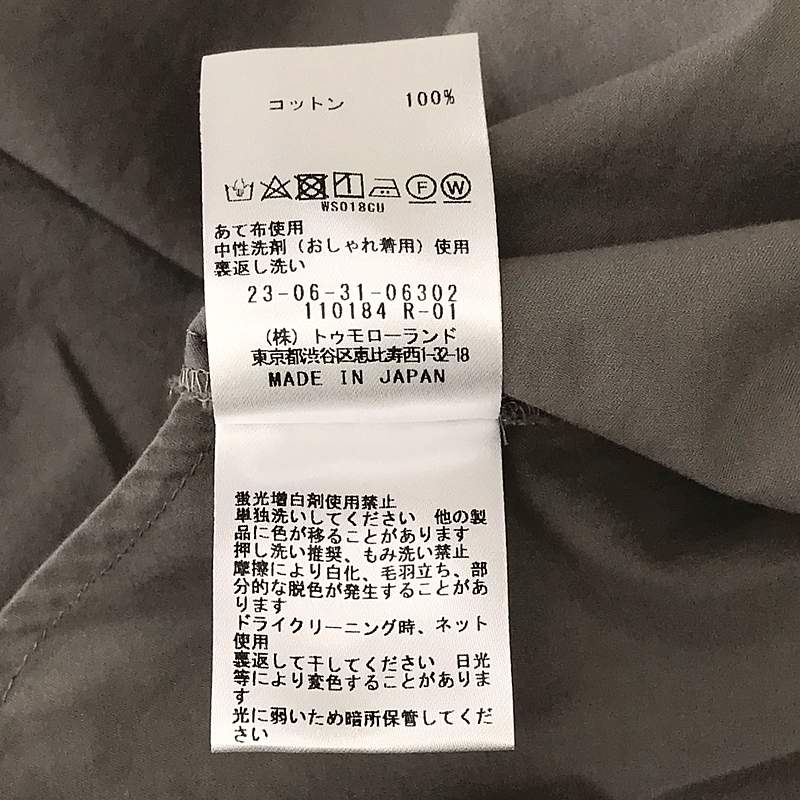 コットン 100%
F W
WS018CU
あて布使用
中性洗剤（おしゃれ着用）使用
裏返し洗い
23-06-31-06302
110184 R-01
（株）トゥモローランド
東京都渋谷区恵比寿西1-32-18
MADE IN JAPAN
蛍光増白剤使用禁止
単独洗いしてください 他の製
品に色が移ることがあります
押し洗い推奨、もみ洗い禁止
摩擦により白化、毛羽立ち、部
分的な脱色が発生することがあ
ります
ドライクリーニング時、ネット
使用
裏返して干してください 日光
等により変色することがありま
す
光に弱いため暗所保管してくだ
さい